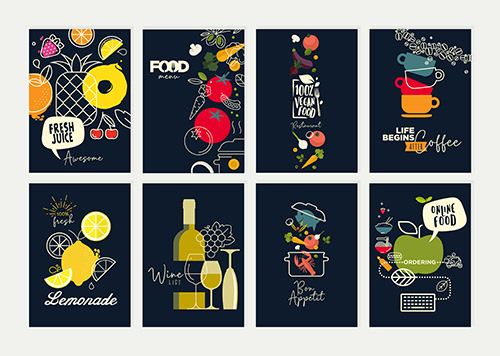 FRESH
JUICE
Awesome
FOOD
menu
100%
VEGAN
FOOD
Restaurant
LIFE
BEGINS
AFTER
Coffee
100%
fresh
Lemonade
Wine
LIST
Bon
Appetit
ONLINE
FOOD
ORDERING